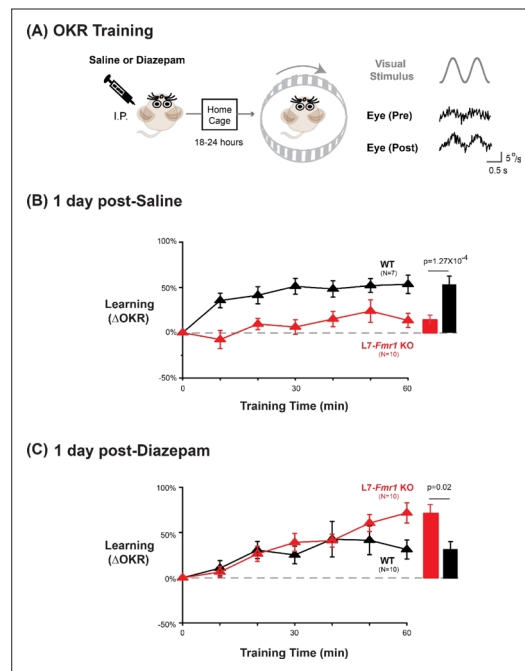 (A) OKR Training
Saline or Diazepam
I.P.
Home
Cage
18-24 hours
Visual
Stimulus
Eye (Pre)
Eye (Post)
5°/s
0.5 s
(B) 1 day post-Saline
100%
50%
0%
-50%
Learning
(ΔOKR)
WT
(N=7)
L7-Fmr1 KO
(N=10)
p=1.27X10-4
0
30
60
Training Time (min)
(C) 1 day post-Diazepam
100%
50%
0%
-50%
Learning
(ΔOKR)
L7-Fmr1 KO
(N=10)
WT
(N=10)
p=0.02
0
30
60
Training Time (min)